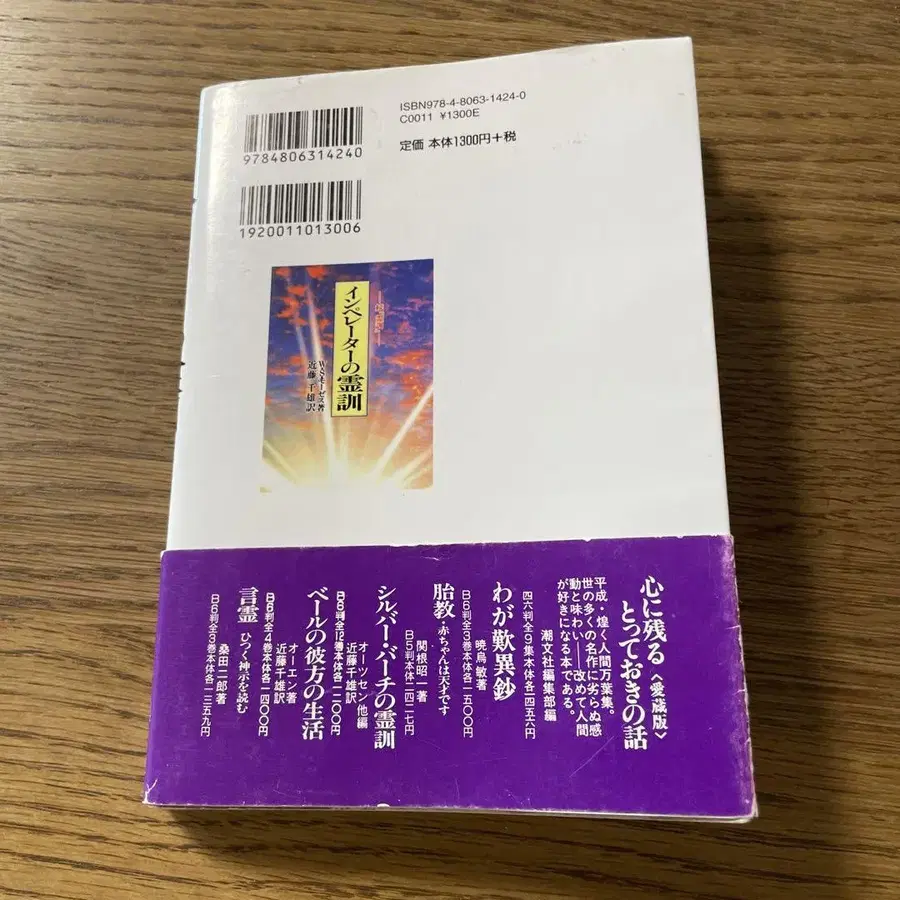 ISBN978-4-8063-1424-0
C0011 ¥1300E
定価 本体1300円+税
9784806314240
1920011013006
インペレーターの霊訓
W・S・モーゼス著
近藤千雄訳
心に残る〈愛蔵版〉
とっておきの話
平成・煌く人間万葉集。
世の多くの名作に劣らぬ感
動と味わい――改めて人間
が好きになる本である。
潮文社編集部編
四六判全9集本体各一四五六円
わが歎異鈔
暁烏敏著
B6判全3巻本体各一五〇〇円
胎教・赤ちゃんは天才です
関根昭一著
B5判本体二四二七円
シルバー・バーチの霊訓
オーツセン他編
近藤千雄訳
B6判全12巻本体各一二〇〇円
ベールの彼方の生活
オーエン著
近藤千雄訳
B6判全4巻本体各一四〇〇円
言霊 ひつく神示を読む
桑田二郎著
B6判全3巻本体各一三五九円